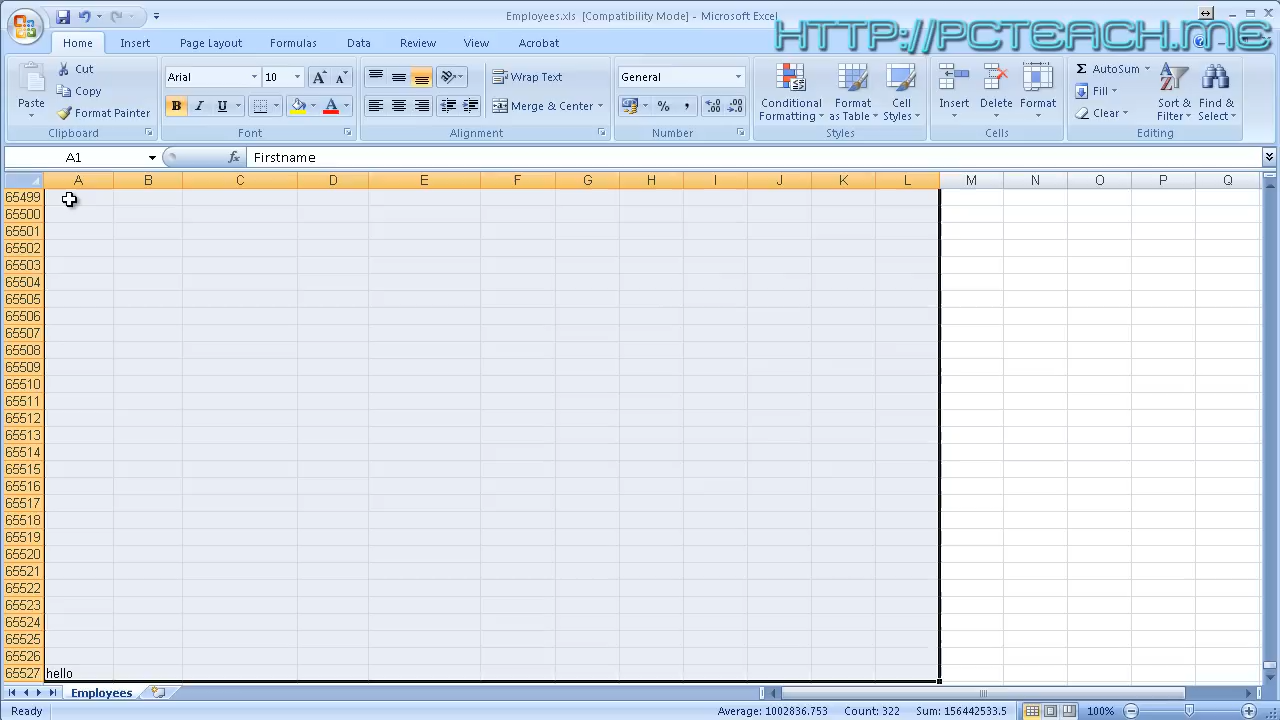 Employees.xls [Compatibility Mode] - Microsoft Excel
HTTP://PCTEACH.ME
Home Insert Page Layout Formulas Data Review View Acrobat
Paste
Cut
Copy
Format Painter
Clipboard
Arial 10
B I U
Font
Wrap Text
Merge & Center
Alignment
General
% ,
Number
Conditional Formatting
Format as Table
Cell Styles
Styles
Insert Delete Format
Cells
AutoSum
Fill
Clear
Sort & Filter
Find & Select
Editing
A1 fx Firstname
A B C D E F G H I J K L M N O P Q
65499
65500
65501
65502
65503
65504
65505
65506
65507
65508
65509
65510
65511
65512
65513
65514
65515
65516
65517
65518
65519
65520
65521
65522
65523
65524
65525
65526
65527 hello
Employees
Ready Average: 1002836.753 Count: 322 Sum: 156442533.5 100%